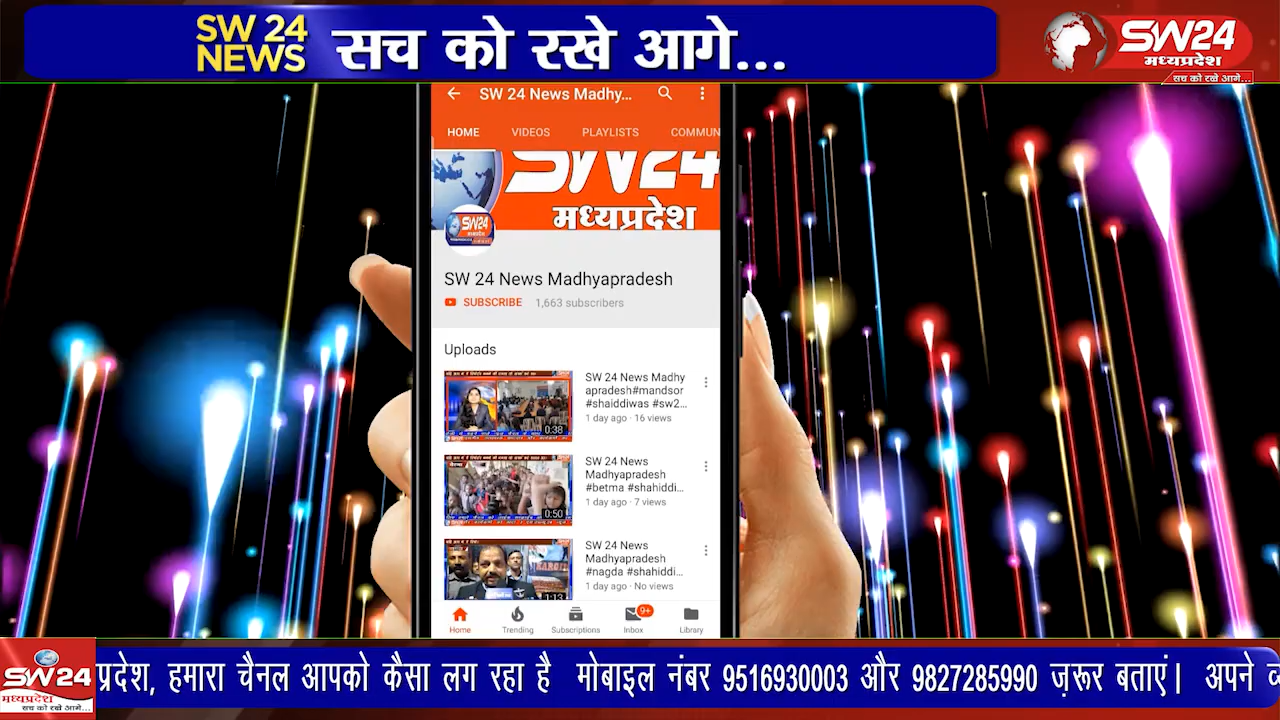 SW 24
NEWS
सच को रखे आगे...
SW24
मध्यप्रदेश
सच को रखे आगे...
SW 24 News Madhy...
HOME VIDEOS PLAYLISTS COMMUN
SW24
मध्यप्रदेश
SW24
SW 24 News Madhyapradesh
SUBSCRIBE 1,663 subscribers
Uploads
SW 24 News Madhy
apradesh#mandsor
#shaiddiwas #sw2...
1 day ago · 16 views
0:38
SW 24 News
Madhyapradesh
#betma #shahiddi...
1 day ago · 7 views
0:50
SW 24 News
Madhyapradesh
#nagda #shahiddi...
1 day ago · No views
1:13
Home Trending Subscriptions 9+ Inbox Library
SW24
मध्यप्रदेश
सच को रखे आगे...
प्रदेश, हमारा चैनल आपको कैसा लग रहा है मोबाइल नंबर 9516930003 और 9827285990 ज़रूर बताएं। अपने